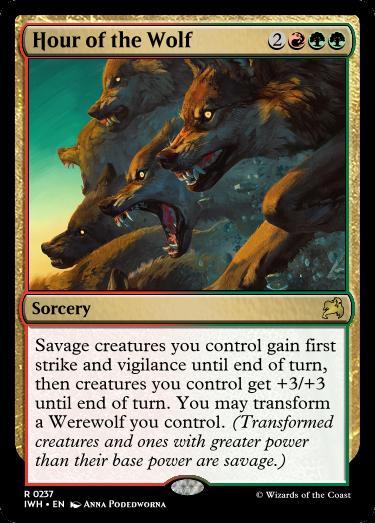 Hour of the Wolf 2
Sorcery
Savage creatures you control gain first
strike and vigilance until end of turn,
then creatures you control get +3/+3
until end of turn. You may transform
a Werewolf you control. (Transformed
creatures and ones with greater power
than their base power are savage.)
R 0237
IWH • EN Anna Podedworna © Wizards of the Coast